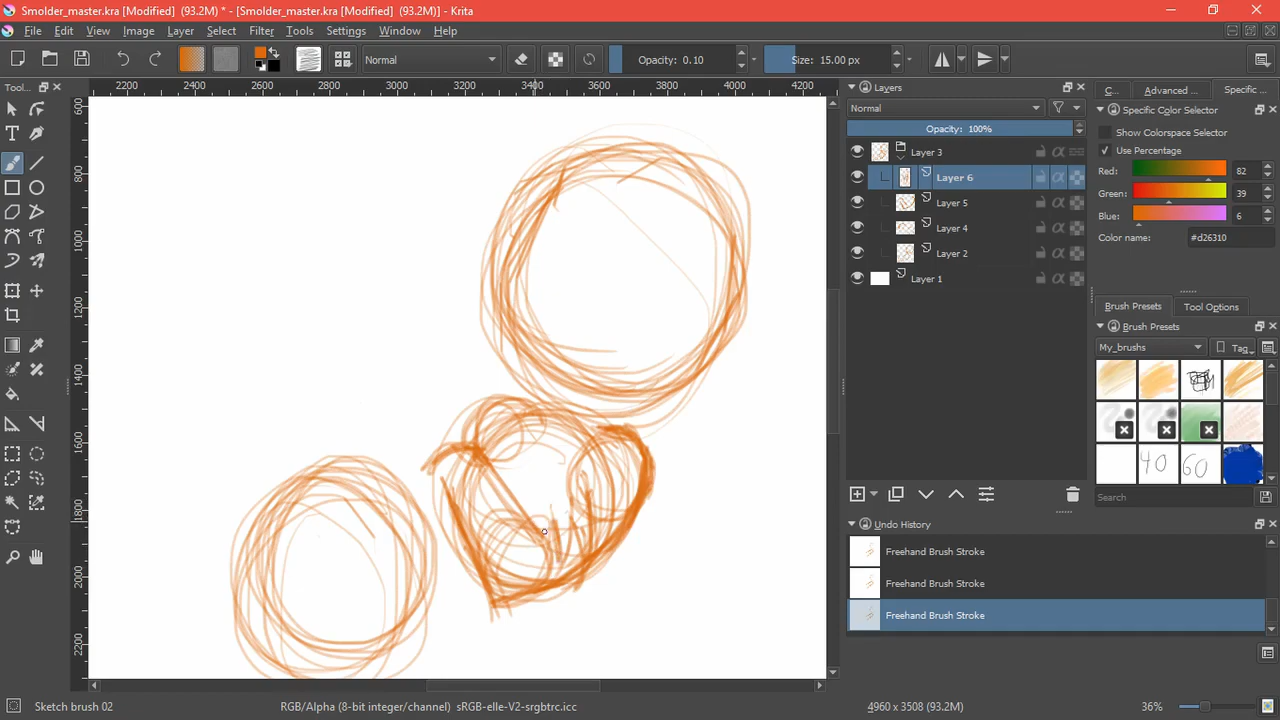 Smolder_master.kra [Modified] (93.2M) * - [Smolder_master.kra [Modified] (93.2M)] - Krita
File Edit View Image Layer Select Filter Tools Settings Window Help
Normal Opacity: 0.10 Size: 15.00 px
Tool...
2200 2400 2600 2800 3000 3200 3400 3600 3800 4000 4200
600
800
1000
1200
1400
1600
1800
2000
2200
Layers
Normal
Opacity: 100%
Layer 3
Layer 6
Layer 5
Layer 4
Layer 2
Layer 1
Undo History
Freehand Brush Stroke
Freehand Brush Stroke
Freehand Brush Stroke
C... Advanced ... Specific ...
Specific Color Selector
Show Colorspace Selector
Use Percentage
Red: 82
Green: 39
Blue: 6
Color name: #d26310
Brush Presets Tool Options
Brush Presets
My_brushes Tag
40 60
Search
Sketch brush 02 RGB/Alpha (8-bit integer/channel) sRGB-elle-V2-srgbtrc.icc 4960 x 3508 (93.2M) 36%